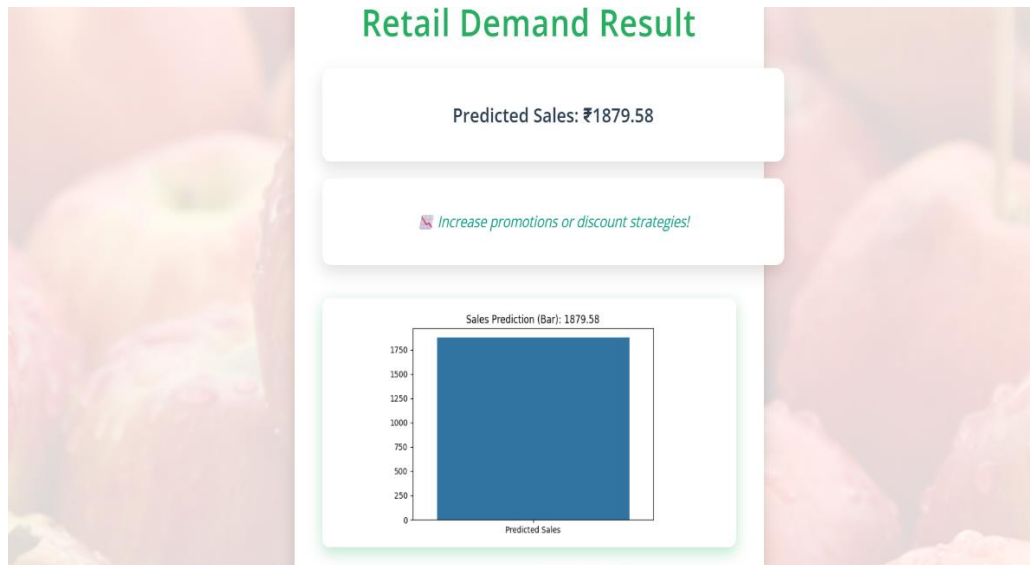 Retail Demand Result
Predicted Sales: ₹1879.58
📉 Increase promotions or discount strategies!
Sales Prediction (Bar): 1879.58
1750
1500
1250
1000
750
500
250
0
Predicted Sales